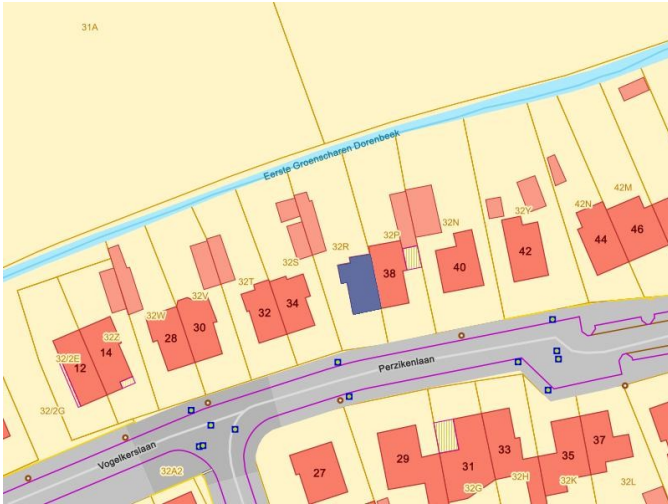 31A
Eerste Groenscharen Dorenbeek
42M
42N
46
44
32Y
42
32N
40
32P
38
32R
32S
34
32T
32
32V
30
32W
28
32Z
14
32/2E
12
32/2G
Perzikenlaan
Vogelkerslaan
32A2
27
29
31
32G
33
32H
35
32K
37
32L